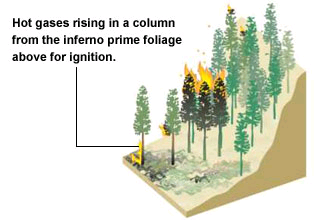 Hot gases rising in a column
from the inferno prime foliage
above for ignition.